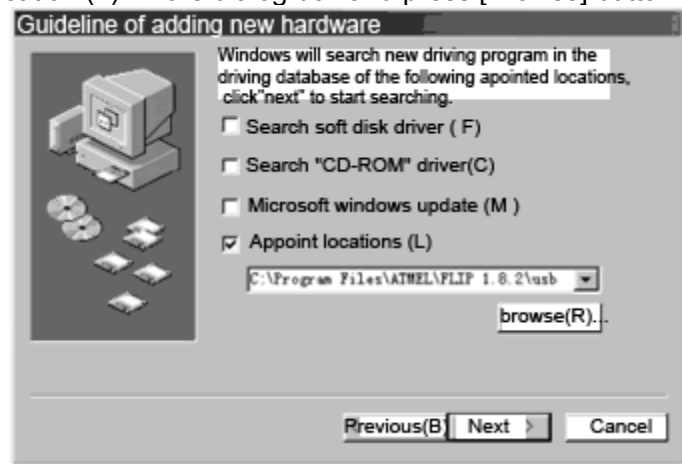 Guideline of adding new hardware
Windows will search new driving program in the
driving database of the following apointed locations,
click"next" to start searching.
Search soft disk driver ( F)
Search "CD-ROM" driver(C)
Microsoft windows update (M )
Appoint locations (L)
C:\Program Files\ATMEL\FLIP 1.8.2\usb
browse(R)...
Previous(B) Next > Cancel